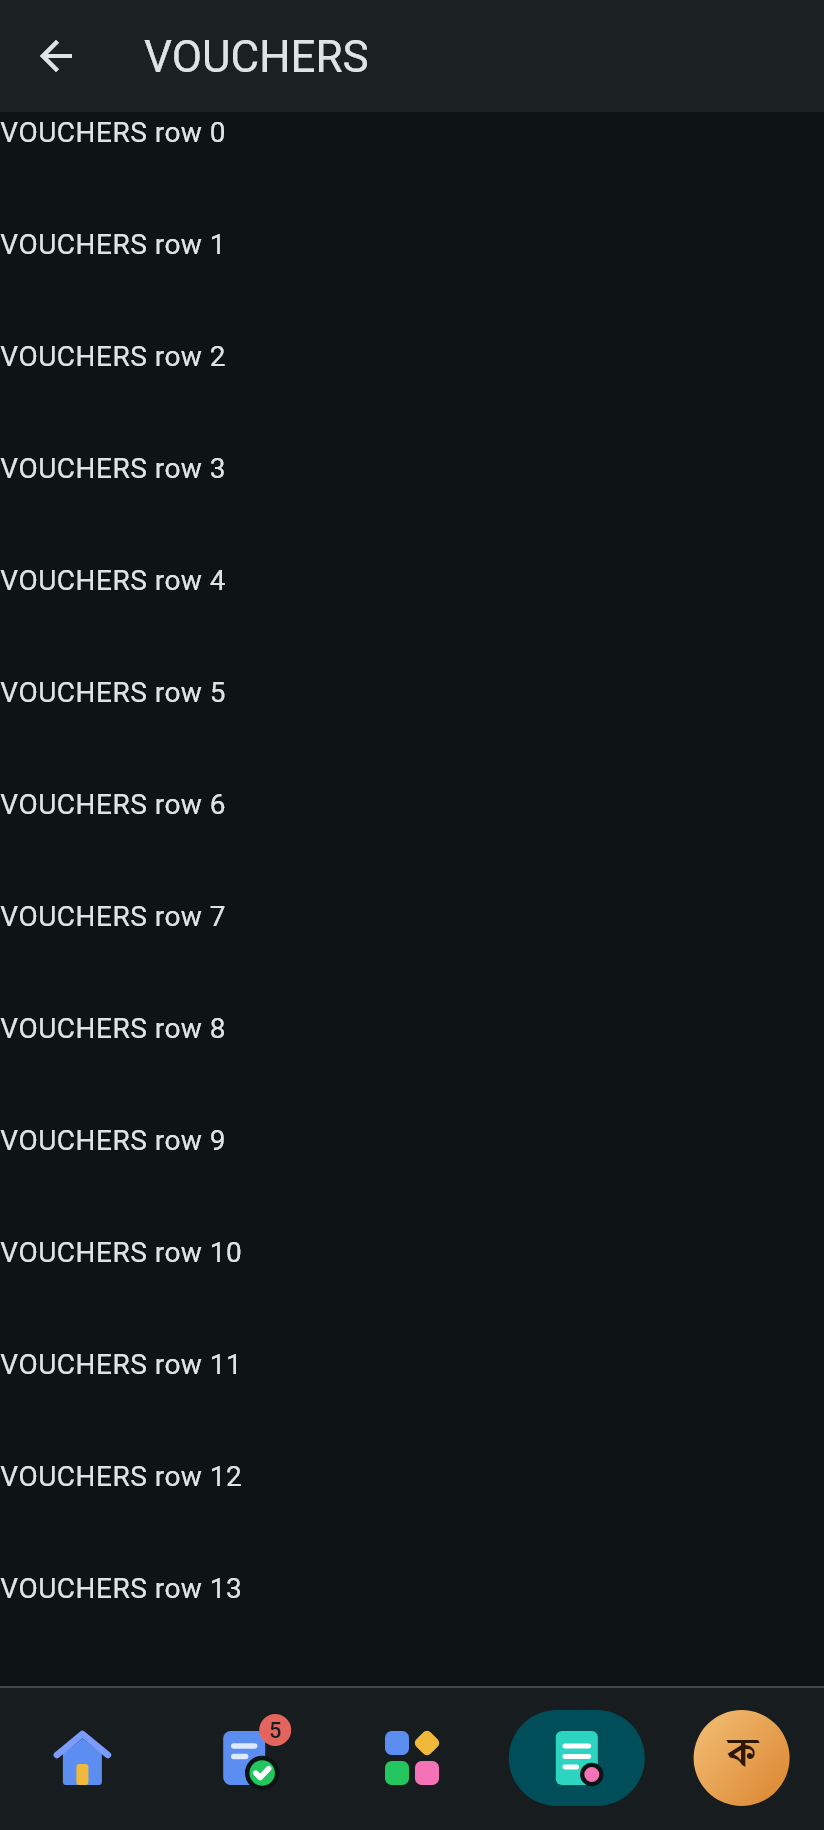 VOUCHERS
VOUCHERS row 0
VOUCHERS row 1
VOUCHERS row 2
VOUCHERS row 3
VOUCHERS row 4
VOUCHERS row 5
VOUCHERS row 6
VOUCHERS row 7
VOUCHERS row 8
VOUCHERS row 9
VOUCHERS row 10
VOUCHERS row 11
VOUCHERS row 12
VOUCHERS row 13
5
ক